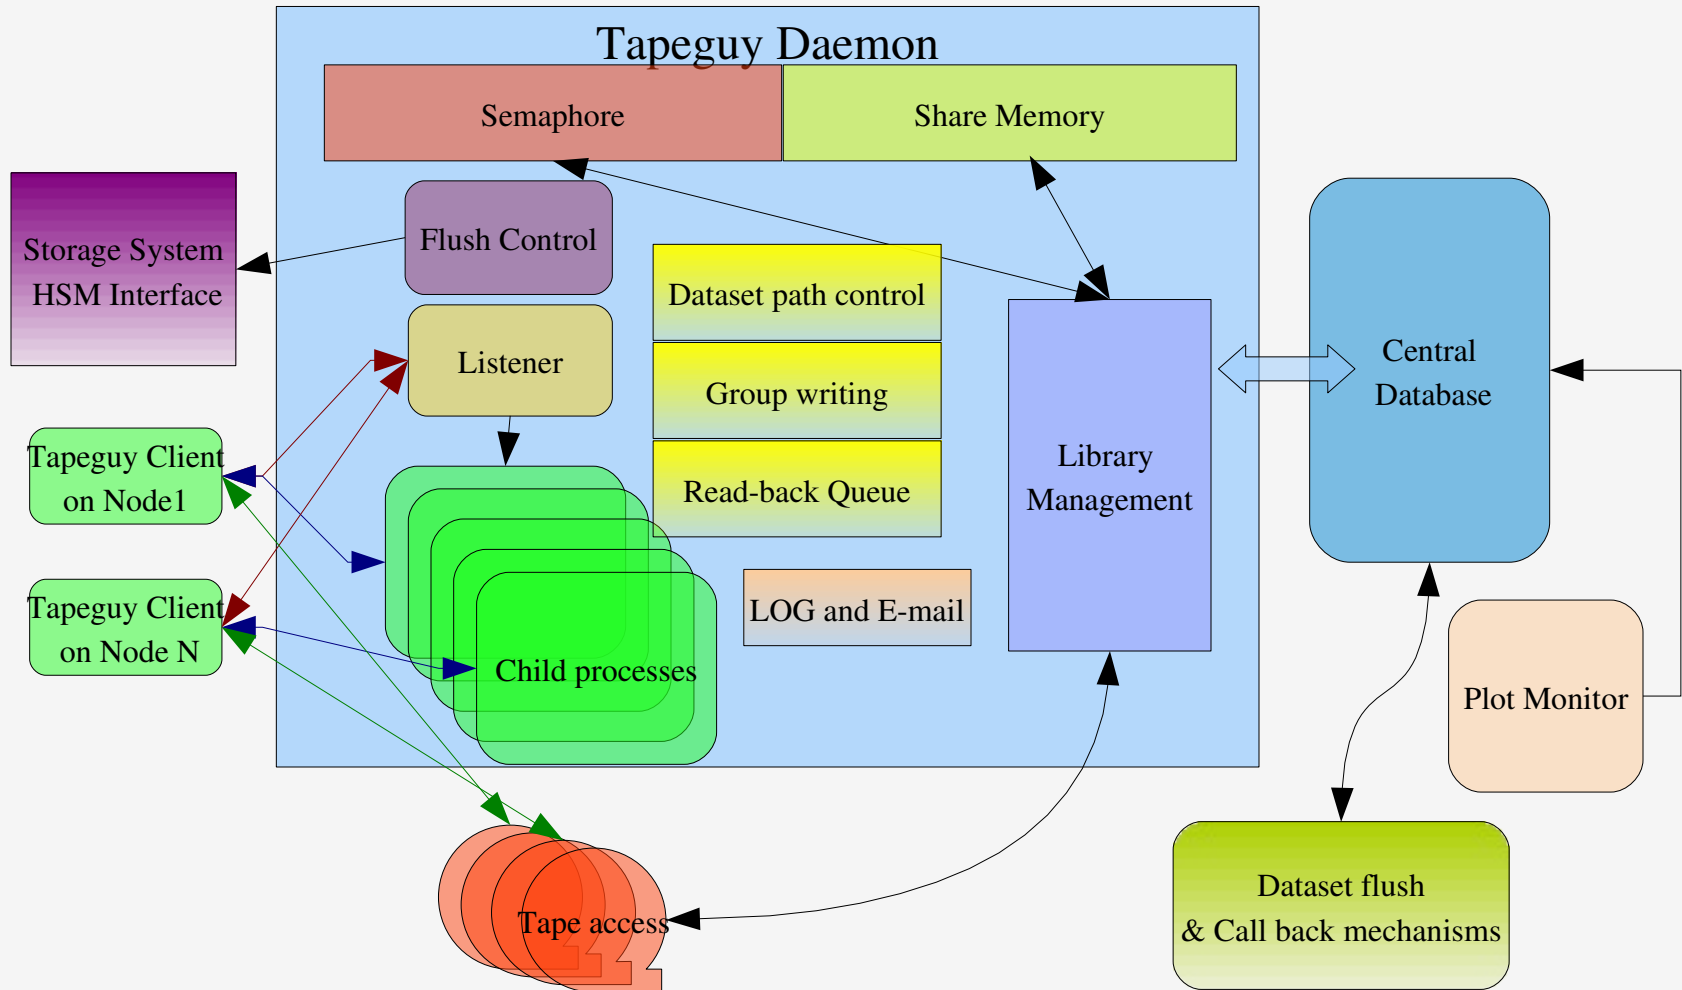 Tapeguy Daemon
Semaphore
Share Memory
Storage System
HSM Interface
Flush Control
Dataset path control
Listener
Group writing
Central
Database
Tapeguy Client
on Node1
Read-back Queue
Library
Management
Tapeguy Client
on Node N
LOG and E-mail
Child processes
Plot Monitor
Tape access
Dataset flush
& Call back mechanisms